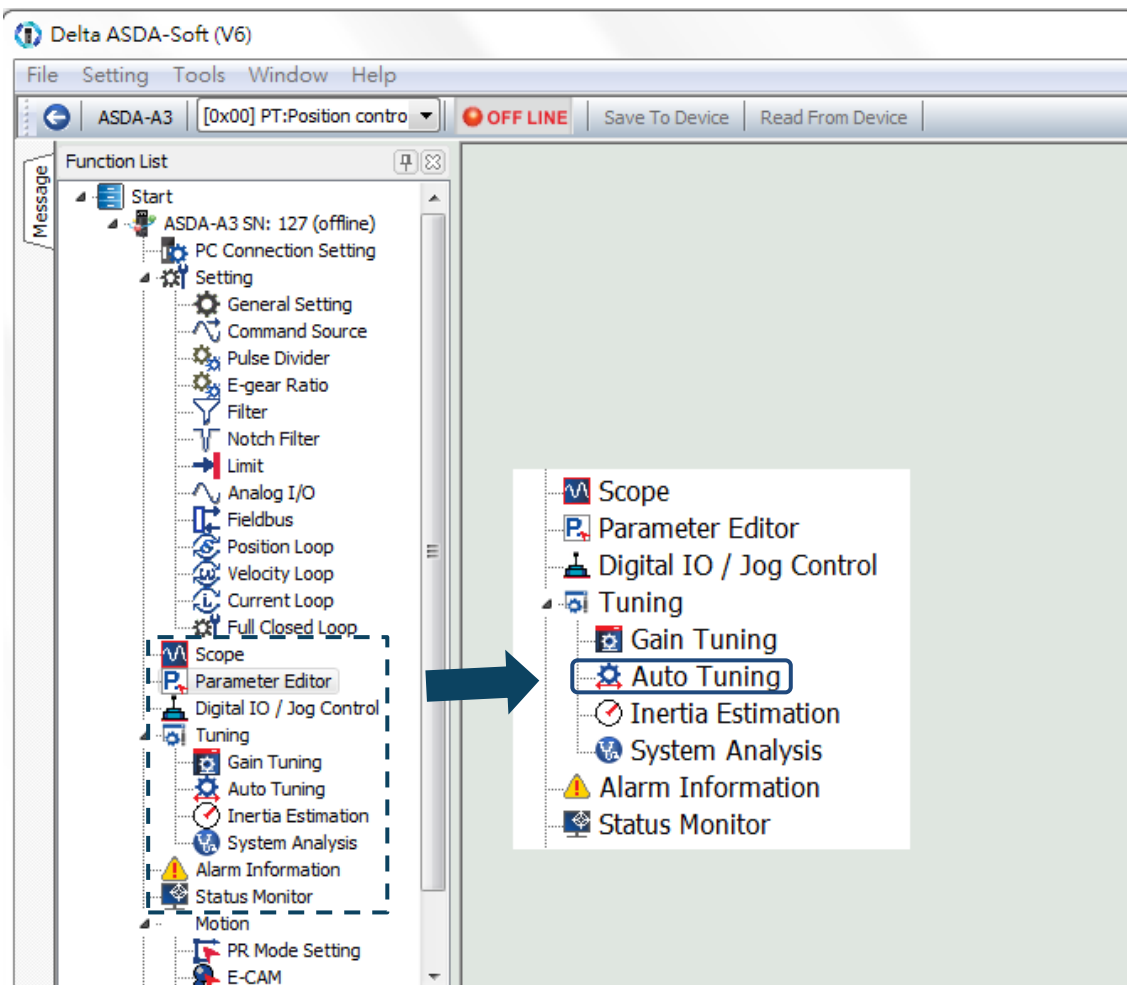 Delta ASDA-Soft (V6)
File Setting Tools Window Help
ASDA-A3 [0x00] PT:Position contro OFF LINE Save To Device Read From Device
Message
Function List
Start
ASDA-A3 SN: 127 (offline)
PC Connection Setting
Setting
General Setting
Command Source
Pulse Divider
E-gear Ratio
Filter
Notch Filter
Limit
Analog I/O
Fieldbus
Position Loop
Velocity Loop
Current Loop
Full Closed Loop
Scope
Parameter Editor
Digital IO / Jog Control
Tuning
Gain Tuning
Auto Tuning
Inertia Estimation
System Analysis
Alarm Information
Status Monitor
Motion
PR Mode Setting
E-CAM
Scope
Parameter Editor
Digital IO / Jog Control
Tuning
Gain Tuning
Auto Tuning
Inertia Estimation
System Analysis
Alarm Information
Status Monitor